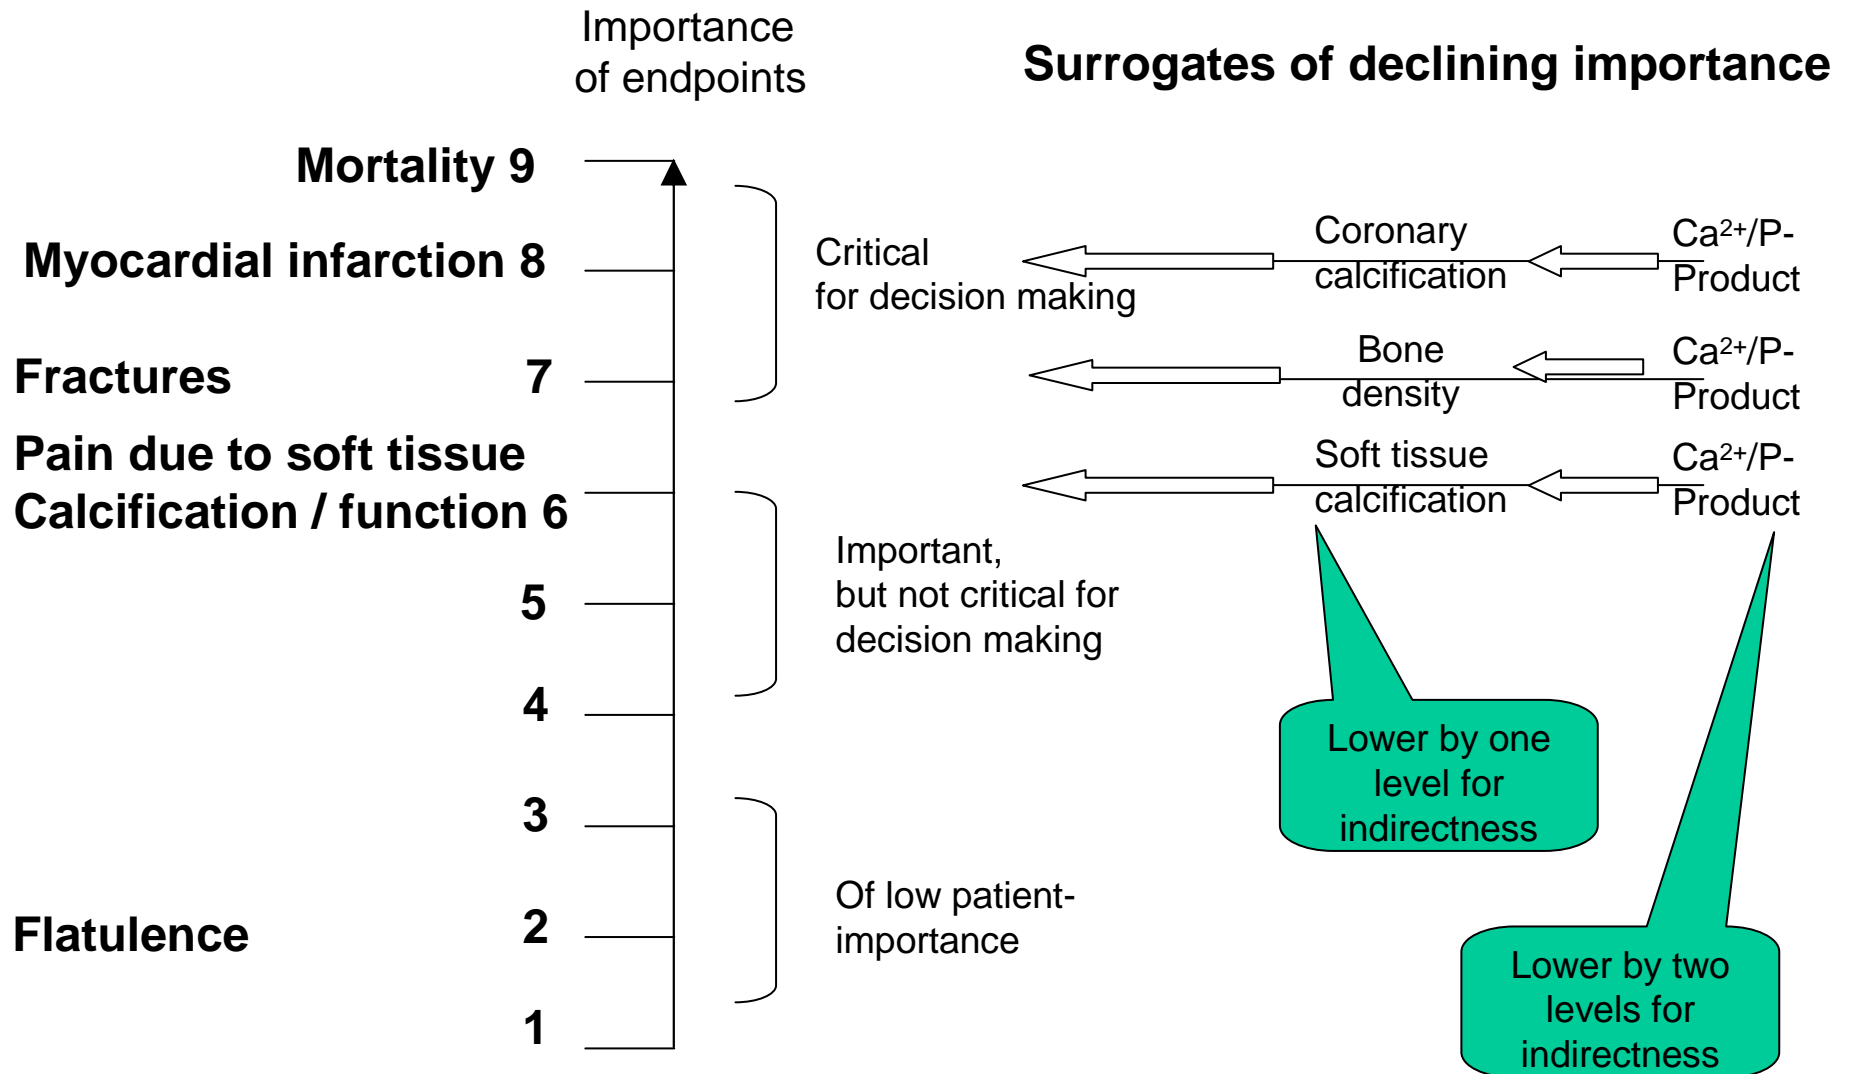 Importance
of endpoints
Surrogates of declining importance
Mortality 9
Myocardial infarction 8
Fractures 7
Pain due to soft tissue
Calcification / function 6
5
4
3
Flatulence 2
1
Critical
for decision making
Important,
but not critical for
decision making
Of low patient-
importance
Coronary
calcification
Ca²⁺/P-
Product
Bone
density
Ca²⁺/P-
Product
Soft tissue
calcification
Ca²⁺/P-
Product
Lower by one
level for
indirectness
Lower by two
levels for
indirectness